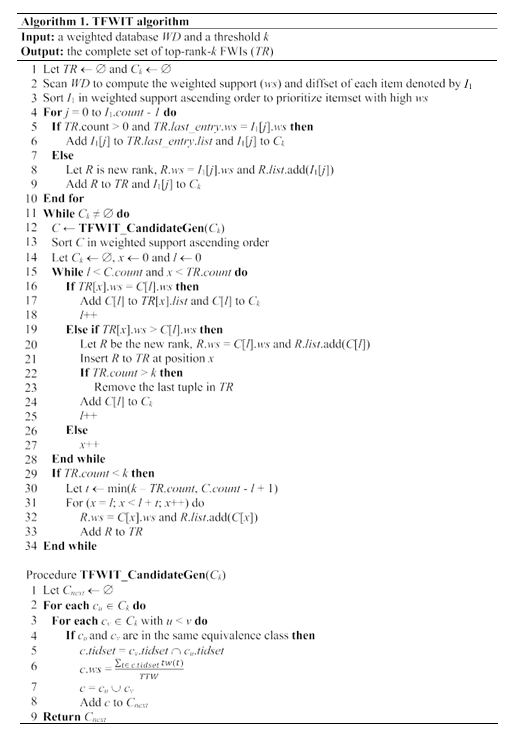 Algorithm 1. TFWIT algorithm
Input: a weighted database WD and a threshold k
Output: the complete set of top-rank-k FWIs (TR)
1 Let TR ← ∅ and Cₖ ← ∅
2 Scan WD to compute the weighted support (ws) and diffset of each item denoted by I₁
3 Sort I₁ in weighted support ascending order to prioritize itemset with high ws
4 For j = 0 to I₁.count - 1 do
5 If TR.count > 0 and TR.last_entry.ws = I₁[j].ws then
6 Add I₁[j] to TR.last_entry.list and I₁[j] to Cₖ
7 Else
8 Let R is new rank, R.ws = I₁[j].ws and R.list.add(I₁[j])
9 Add R to TR and I₁[j] to Cₖ
10 End for
11 While Cₖ ≠ ∅ do
12 C ← TFWIT_CandidateGen(Cₖ)
13 Sort C in weighted support ascending order
14 Let Cₖ ← ∅, x ← 0 and l ← 0
15 While l < C.count and x < TR.count do
16 If TR[x].ws = C[l].ws then
17 Add C[l] to TR[x].list and C[l] to Cₖ
18 l++
19 Else if TR[x].ws > C[l].ws then
20 Let R be the new rank, R.ws = C[l].ws and R.list.add(C[l])
21 Insert R to TR at position x
22 If TR.count > k then
23 Remove the last tuple in TR
24 Add C[l] to Cₖ
25 l++
26 Else
27 x++
28 End while
29 If TR.count < k then
30 Let t ← min(k – TR.count, C.count - l + 1)
31 For (x = l; x < l + t; x++) do
32 R.ws = C[x].ws and R.list.add(C[x])
33 Add R to TR
34 End while
Procedure TFWIT_CandidateGen(Cₖ)
1 Let Cₙₑₓₜ ← ∅
2 For each cᵤ ∈ Cₖ do
3 For each cᵥ ∈ Cₖ with u < v do
4 If cᵤ and cᵥ are in the same equivalence class then
5 c.tidset = cᵥ.tidset ∩ cᵤ.tidset
6 c.ws = ∑t∈c.tidset tw(t) / TTW
7 c = cᵤ ∪ cᵥ
8 Add c to Cₙₑₓₜ
9 Return Cₙₑₓₜ